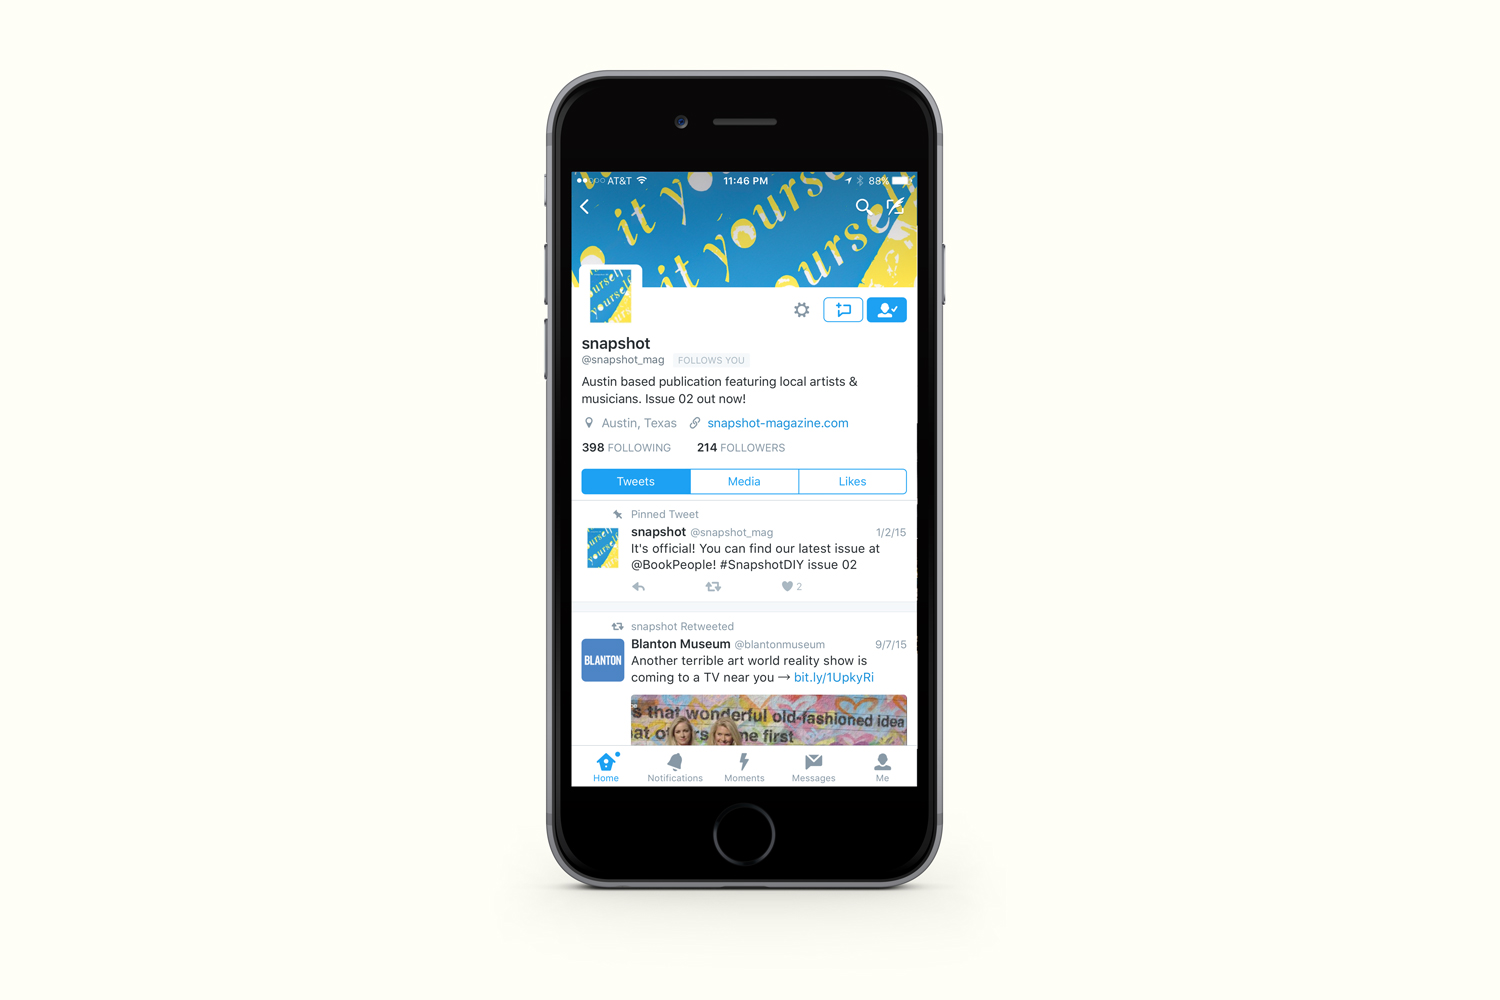 AT&T 11:46 PM 88%
it yourself
it yourself
yourself
yourself
yourself
snapshot
@snapshot_mag FOLLOWS YOU
Austin based publication featuring local artists &
musicians. Issue 02 out now!
Austin, Texas snapshot-magazine.com
398 FOLLOWING 214 FOLLOWERS
Tweets Media Likes
Pinned Tweet
snapshot @snapshot_mag 1/2/15
It's official! You can find our latest issue at
@BookPeople! #SnapshotDIY issue 02
2
snapshot Retweeted
Blanton Museum @blantonmuseum 9/7/15
BLANTON
Another terrible art world reality show is
coming to a TV near you → bit.ly/1UpkyRi
that wonderful old-fashioned idea
first
Home Notifications Moments Messages Me